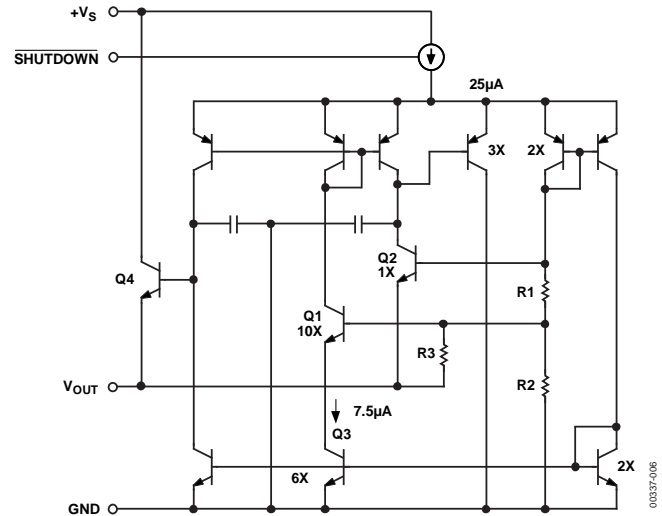 +VS
SHUTDOWN
25µA
3X
2X
Q2
1X
Q4
R1
Q1
10X
R3
R2
VOUT
7.5µA
Q3
6X
2X
GND
00337-006